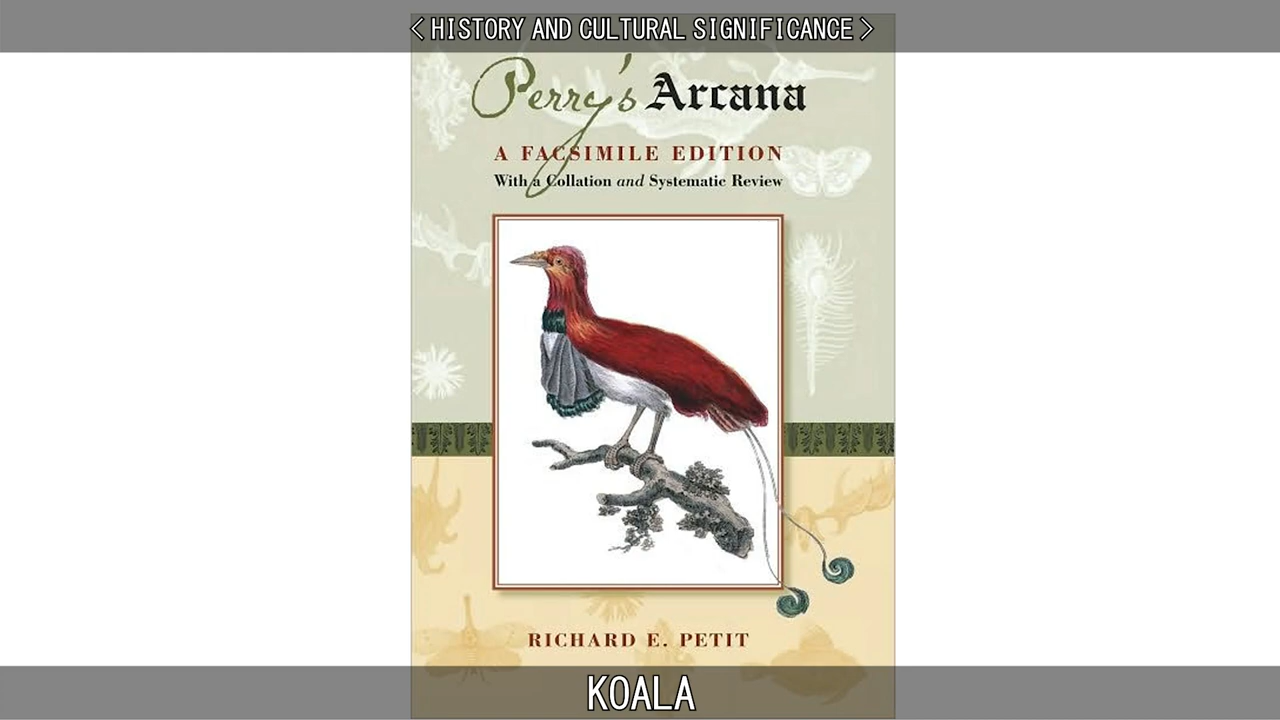 <HISTORY AND CULTURAL SIGNIFICANCE>
Perry's Arcana
A FACSIMILE EDITION
With a Collation and Systematic Review
RICHARD E. PETIT
KOALA